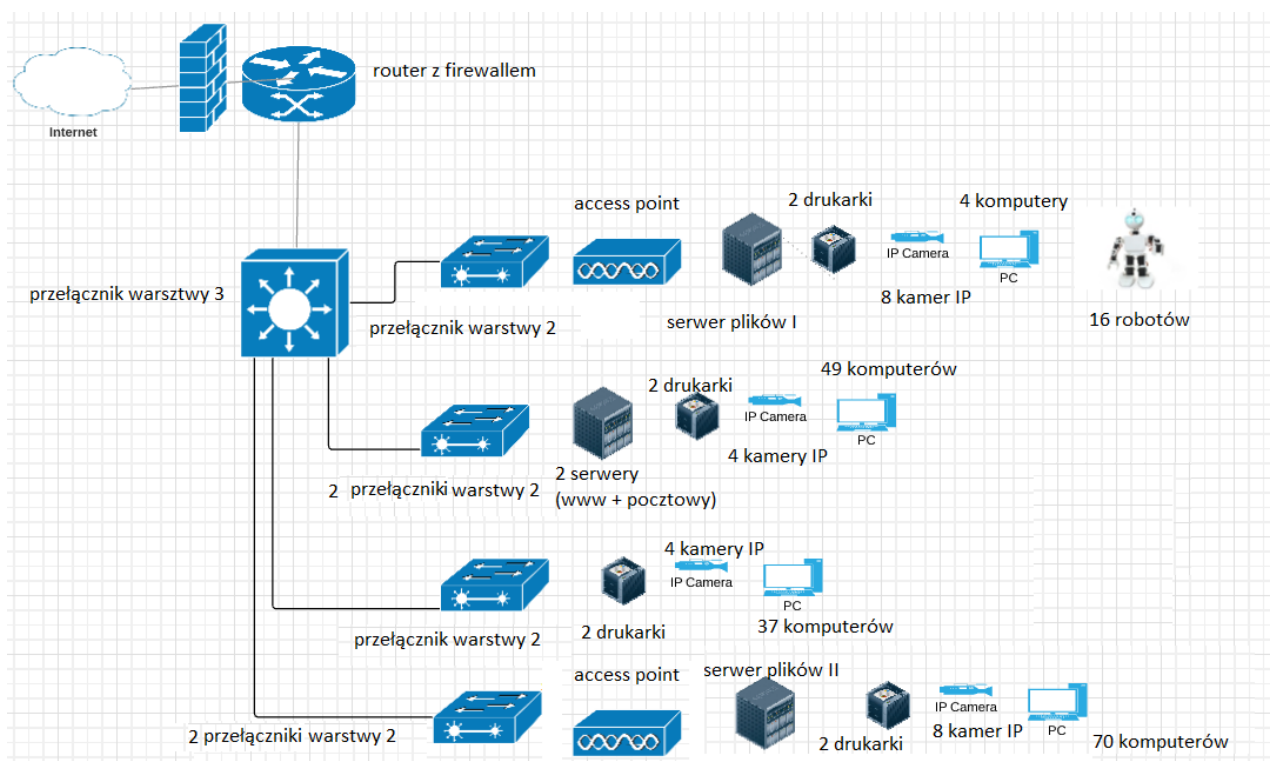 Internet
router z firewallem
przełącznik warsztwy 3
access point
2 drukarki
4 komputery
IP Camera
PC
8 kamer IP
przełącznik warstwy 2
serwer plików I
16 robotów
49 komputerów
2 drukarki
IP Camera
PC
4 kamery IP
2 przełączniki warstwy 2
2 serwery
(www + pocztowy)
4 kamery IP
IP Camera
PC
przełącznik warstwy 2
2 drukarki
37 komputerów
access point
serwer plików II
IP Camera
PC
2 przełączniki warstwy 2
2 drukarki
8 kamer IP
70 komputerów